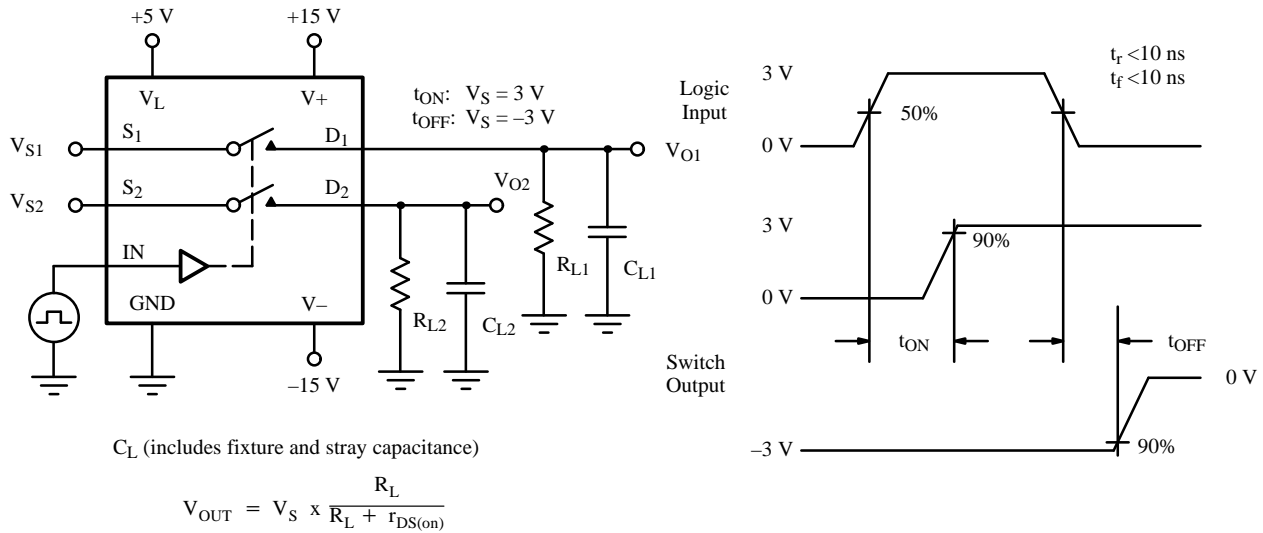 +5 V
+15 V
V_L
V+
t_ON: V_S = 3 V
t_OFF: V_S = –3 V
V_S1
S_1
D_1
V_O1
V_S2
S_2
D_2
V_O2
IN
R_L1
C_L1
GND
V–
R_L2
C_L2
–15 V
C_L (includes fixture and stray capacitance)
V_OUT = V_S x R_L / R_L + r_DS(on)
Logic
Input
3 V
0 V
50%
t_r <10 ns
t_f <10 ns
3 V
90%
0 V
t_ON
t_OFF
Switch
Output
0 V
–3 V
90%